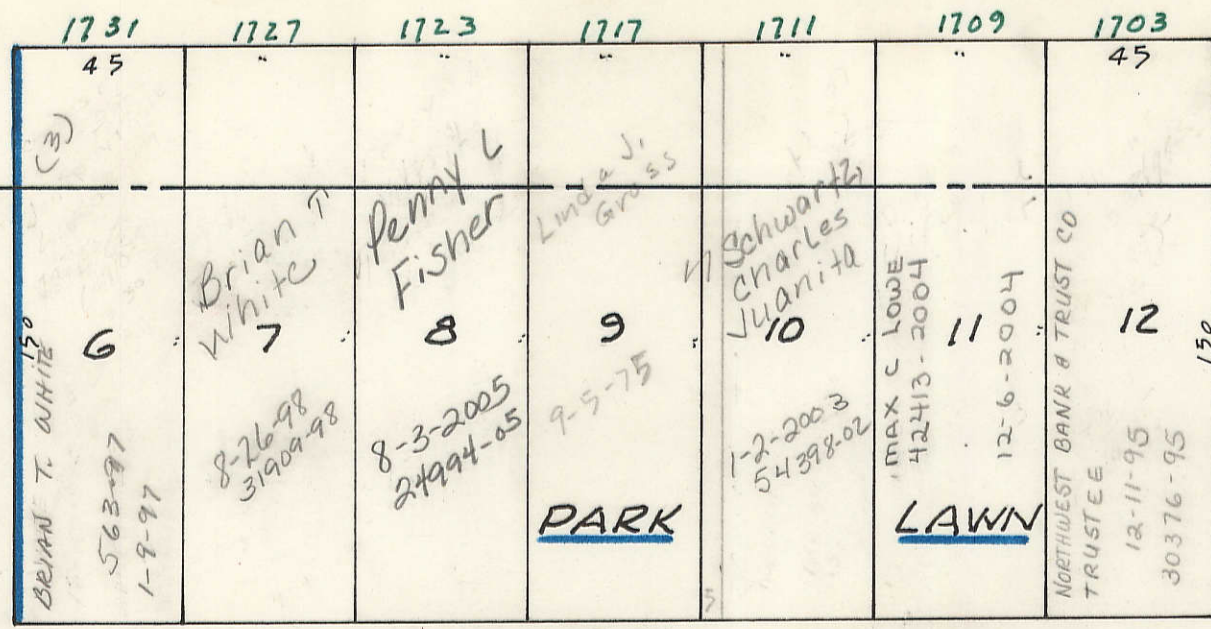 1731 1727 1723 1717 1711 1709 1703
45 " " " " " 45
(3)
BRIAN T. WHITE
563-97
1-9-97
150
6
Brian T
White
7
8-26-98
31909-98
Penny L
Fisher
8
8-3-2005
24994-05
Linda J.
Gross
9
9-5-75
PARK
Schwartz,
Charles
Juanita
10
1-2-2003
54398-02
MAX C LOWE
42413-2004
11
12-6-2004
LAWN
NORTHWEST BANK & TRUST CO
TRUSTEE
12
12-11-95
30376-95
150